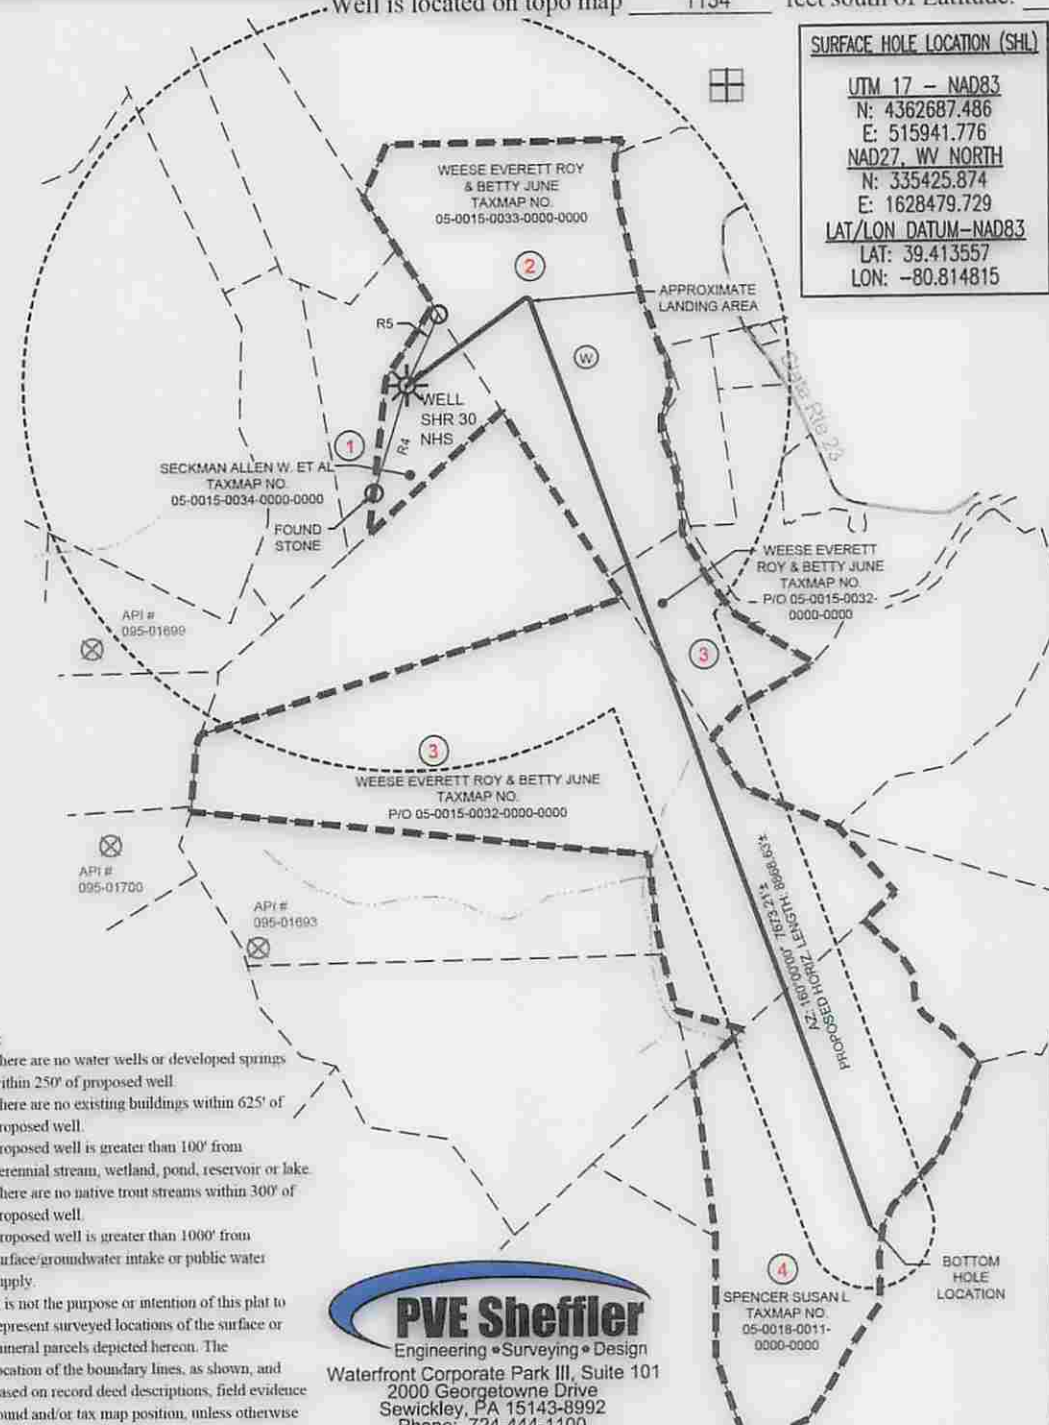 Well is located on topo map 1134 feet south of Latitude:
SURFACE HOLE LOCATION (SHL)
UTM 17 - NAD83
N: 4362687.486
E: 515941.776
NAD27, WV NORTH
N: 335425.874
E: 1628479.729
LAT/LON DATUM-NAD83
LAT: 39.413557
LON: -80.814815
WEESE EVERETT ROY
& BETTY JUNE
TAXMAP NO.
05-0015-0033-0000-0000
2
APPROXIMATE
LANDING AREA
R5
W
State Rte 23
WELL
SHR 30
NHS
R4
1
SECKMAN ALLEN W. ET AL
TAXMAP NO.
05-0015-0034-0000-0000
FOUND
STONE
WEESE EVERETT
ROY & BETTY JUNE
TAXMAP NO.
P/O 05-0015-0032-
0000-0000
API #
095-01699
3
3
WEESE EVERETT ROY & BETTY JUNE
TAXMAP NO.
P/O 05-0015-0032-0000-0000
API #
095-01700
API #
095-01693
AZ: 160°00'00" 7673.21'±
PROPOSED HORIZ. LENGTH: 8668.63'±
here are no water wells or developed springs
ithin 250' of proposed well
here are no existing buildings within 625' of
roposed well.
roposed well is greater than 100' from
erennial stream, wetland, pond, reservoir or lake.
here are no native trout streams within 300' of
roposed well.
roposed well is greater than 1000' from
urface/groundwater intake or public water
upply.
is not the purpose or intention of this plat to
epresent surveyed locations of the surface or
mineral parcels depicted hereon. The
ocation of the boundary lines, as shown, and
ased on record deed descriptions, field evidence
ound and/or tax map position, unless otherwise
BOTTOM
HOLE
LOCATION
4
SPENCER SUSAN L
TAXMAP NO.
05-0018-0011-
0000-0000
PVE Sheffler
Engineering • Surveying • Design
Waterfront Corporate Park III, Suite 101
2000 Georgetowne Drive
Sewickley, PA 15143-8992
Phone: 724-444-1100